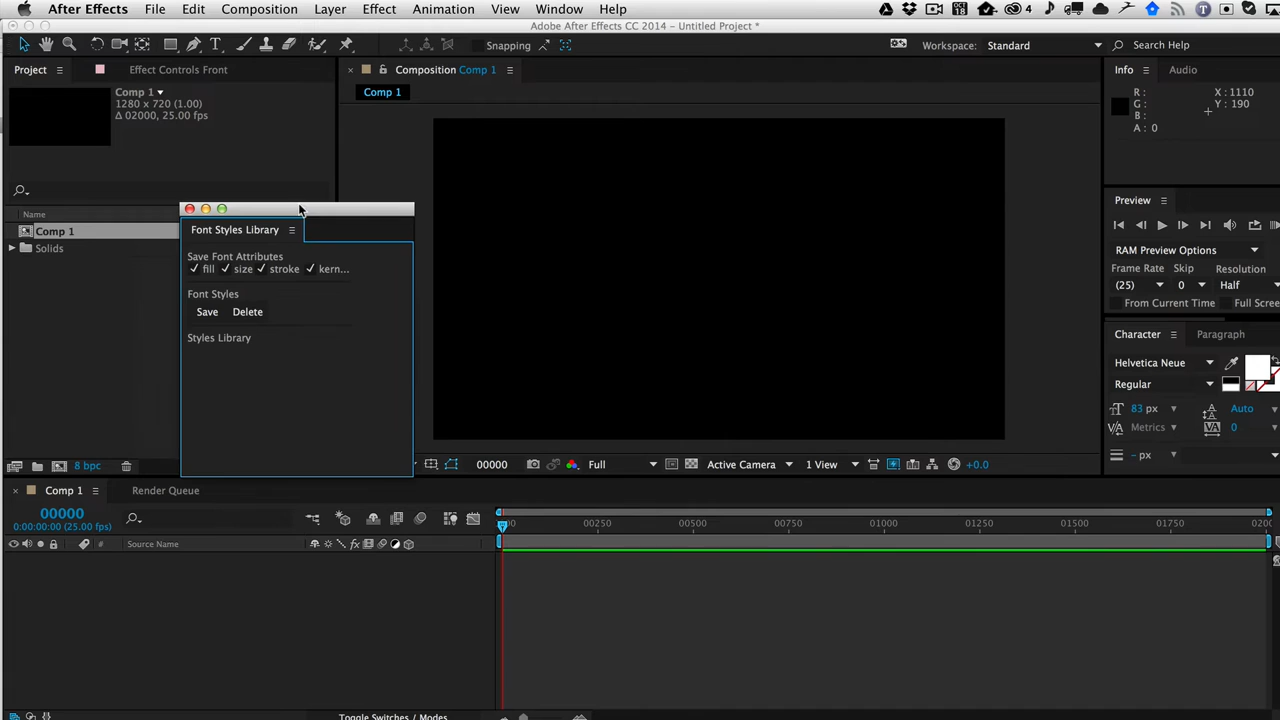 After Effects File Edit Composition Layer Effect Animation View Window Help OCT 18 4
Adobe After Effects CC 2014 - Untitled Project *
Snapping Workspace: Standard Search Help
Project Effect Controls Front Composition Comp 1 Info Audio
Comp 1
1280 x 720 (1.00)
Δ 02000, 25.00 fps
Comp 1
R: X: 1110
G: Y: 190
B:
A: 0
Name
Comp 1
Solids
Font Styles Library
Save Font Attributes
fill size stroke kern...
Font Styles
Save Delete
Styles Library
Preview
RAM Preview Options
Frame Rate Skip Resolution
(25) 0 Half
From Current Time Full Scree
Character Paragraph
Helvetica Neue
Regular
83 px Auto
Metrics 0
- px
8 bpc 00000 Full Active Camera 1 View +0.0
Comp 1 Render Queue
00000
0:00:00:00 (25.00 fps)
00 00250 00500 00750 01000 01250 01500 01750 0200
# Source Name
Toggle Switches / Modes